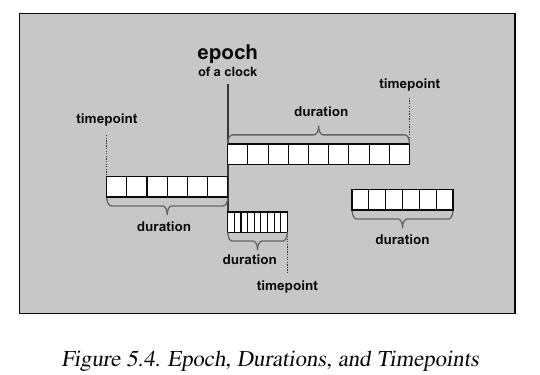 epoch
of a clock
timepoint
duration
timepoint
duration
duration
duration
timepoint
Figure 5.4. Epoch, Durations, and Timepoints